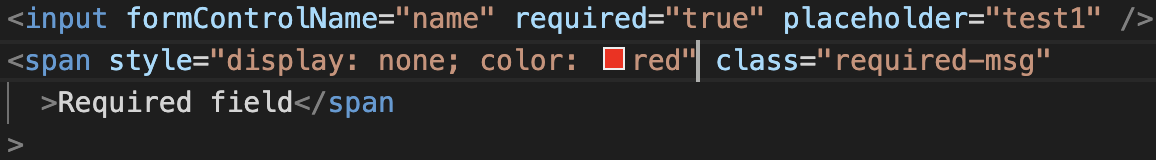 <input formControlName="name" required="true" placeholder="test1" />
<span style="display: none; color: red" class="required-msg"
>Required field</span
>